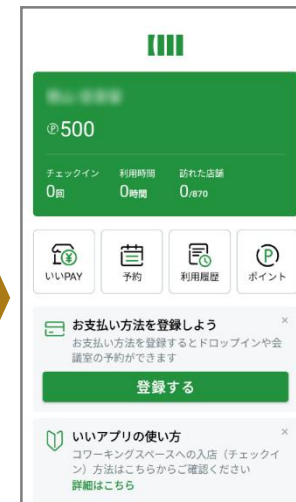 Ⓟ500
チェックイン 利用時間 訪れた店舗
0回 0時間 0/870
いいPAY 予約 利用履歴 ポイント
お支払い方法を登録しよう ×
お支払い方法を登録するとドロップインや会
議室の予約ができます
登録する
いいアプリの使い方 ×
コワーキングスペースへの入店（チェックイ
ン）方法はこちらからご確認ください
詳細はこちら